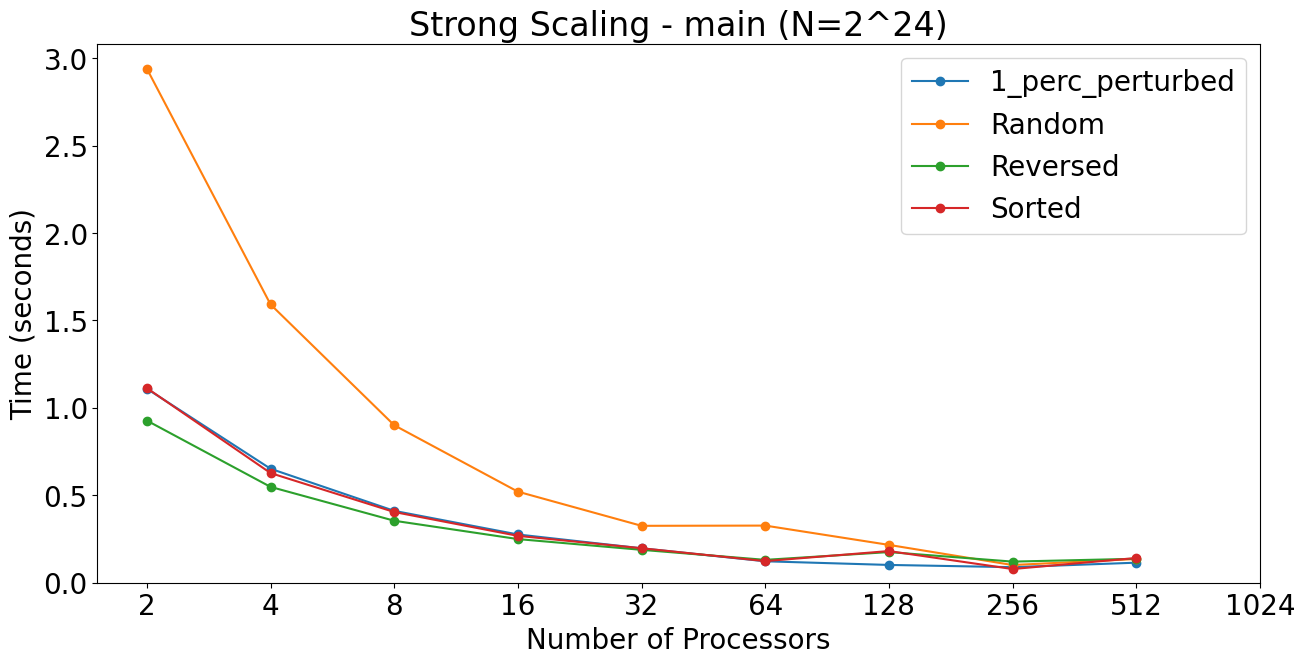 Strong Scaling - main (N=2^24)
3.0
2.5
2.0
1.5
1.0
0.5
0.0
Time (seconds)
1_perc_perturbed
Random
Reversed
Sorted
2 4 8 16 32 64 128 256 512 1024
Number of Processors